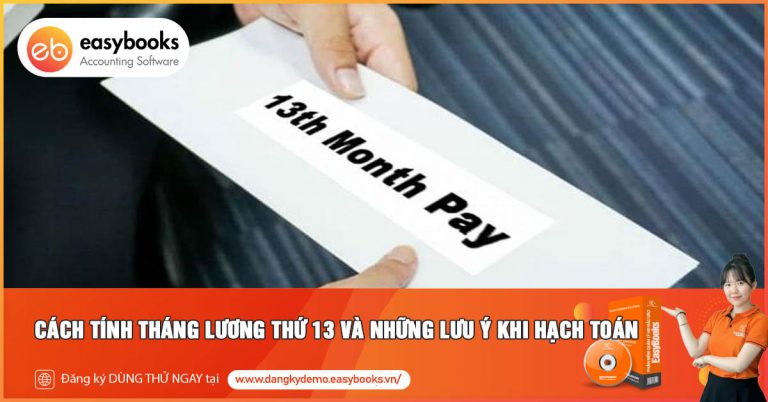 easybooks
Accounting Software
13th Month Pay
CÁCH TÍNH THÁNG LƯƠNG THỨ 13 VÀ NHỮNG LƯU Ý KHI HẠCH TOÁN
EasyBooks
Đăng ký DÙNG THỬ NGAY tại www.dangkydemo.easybooks.vn/